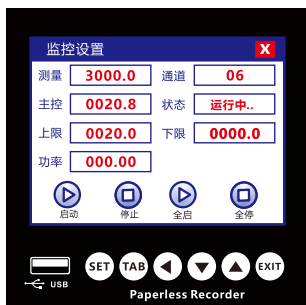 监控设置 X
测量 3000.0 通道 06
主控 0020.8 状态 运行中..
上限 0020.0 下限 0000.0
功率 000.00
启动 停止 全启 全停
USB SET TAB EXIT
Paperless Recorder